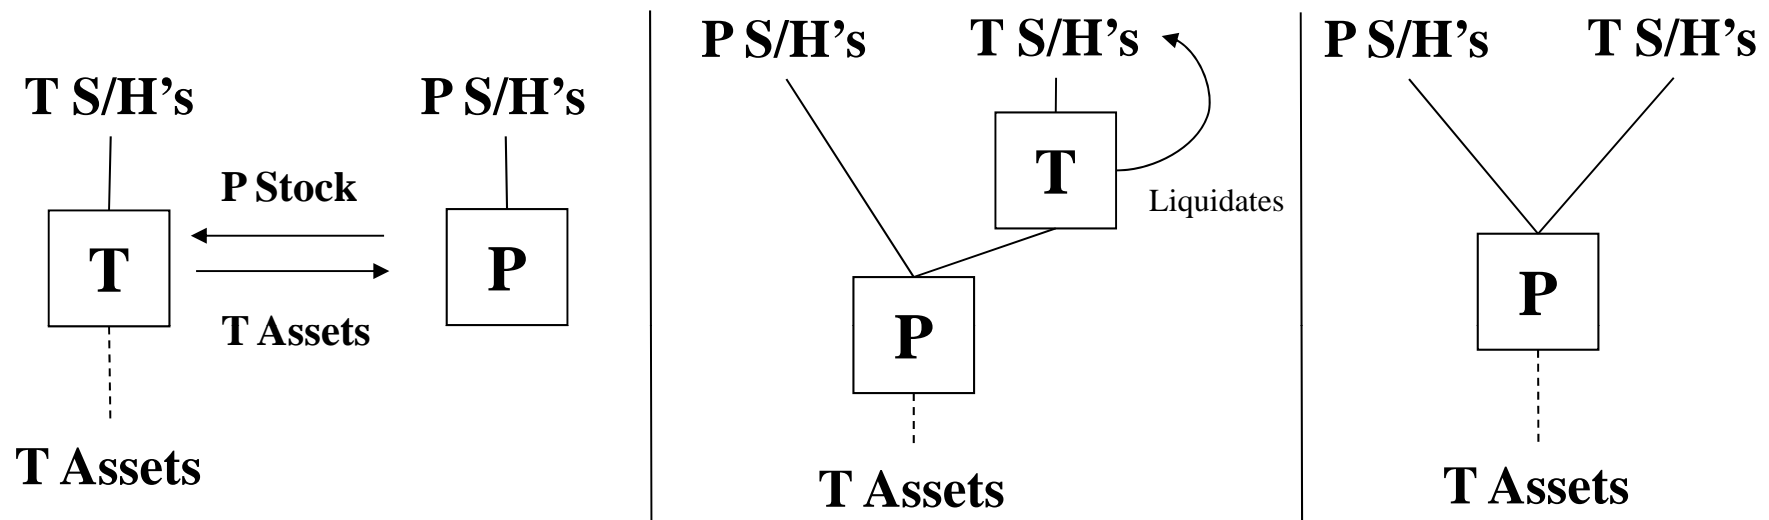 T S/H’s
P S/H’s
P Stock
T
P
T Assets
T Assets
P S/H’s
T S/H’s
T
Liquidates
P
T Assets
P S/H’s
T S/H’s
P
T Assets